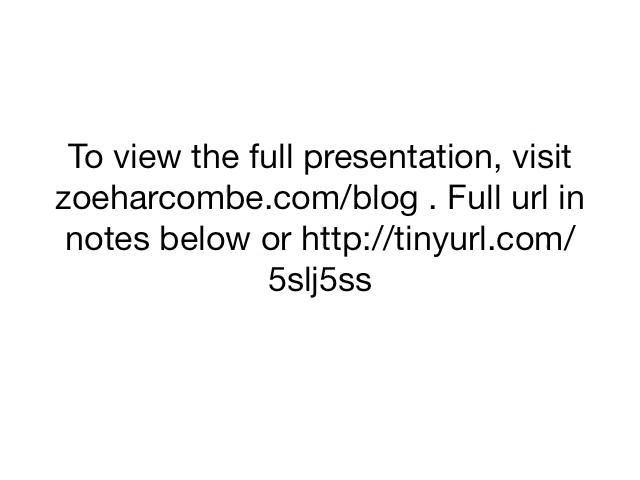 To view the full presentation, visit
zoeharcombe.com/blog . Full url in
notes below or http://tinyurl.com/
5slj5ss